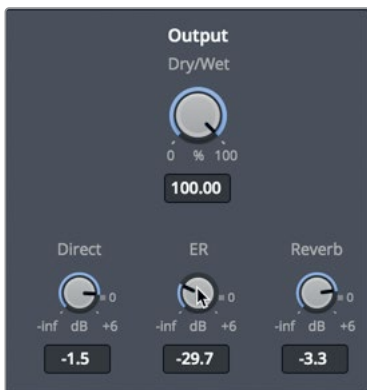 Output
Dry/Wet
0 % 100
100.00
Direct ER Reverb
0 0 0
-inf dB +6 -inf dB +6 -inf dB +6
-1.5 -29.7 -3.3